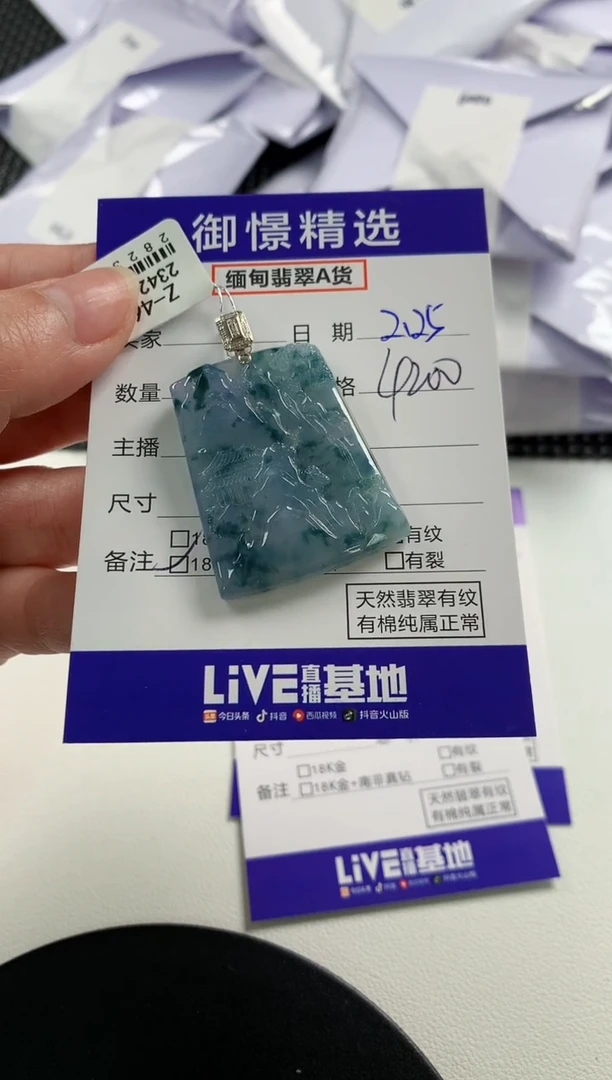 御憬精选
缅甸翡翠A货
日 期 2.25
数量
格 4200
主播
尺寸
有纹
备注 18
有裂
天然翡翠有纹
有棉纯属正常
LiVE直播基地
今日头条 抖音 西瓜视频 抖音火山版
尺寸
18K金
有纹
备注
18K金+南非真钻
有裂
天然翡翠有纹
有棉纯属正常
LiVE直播基地